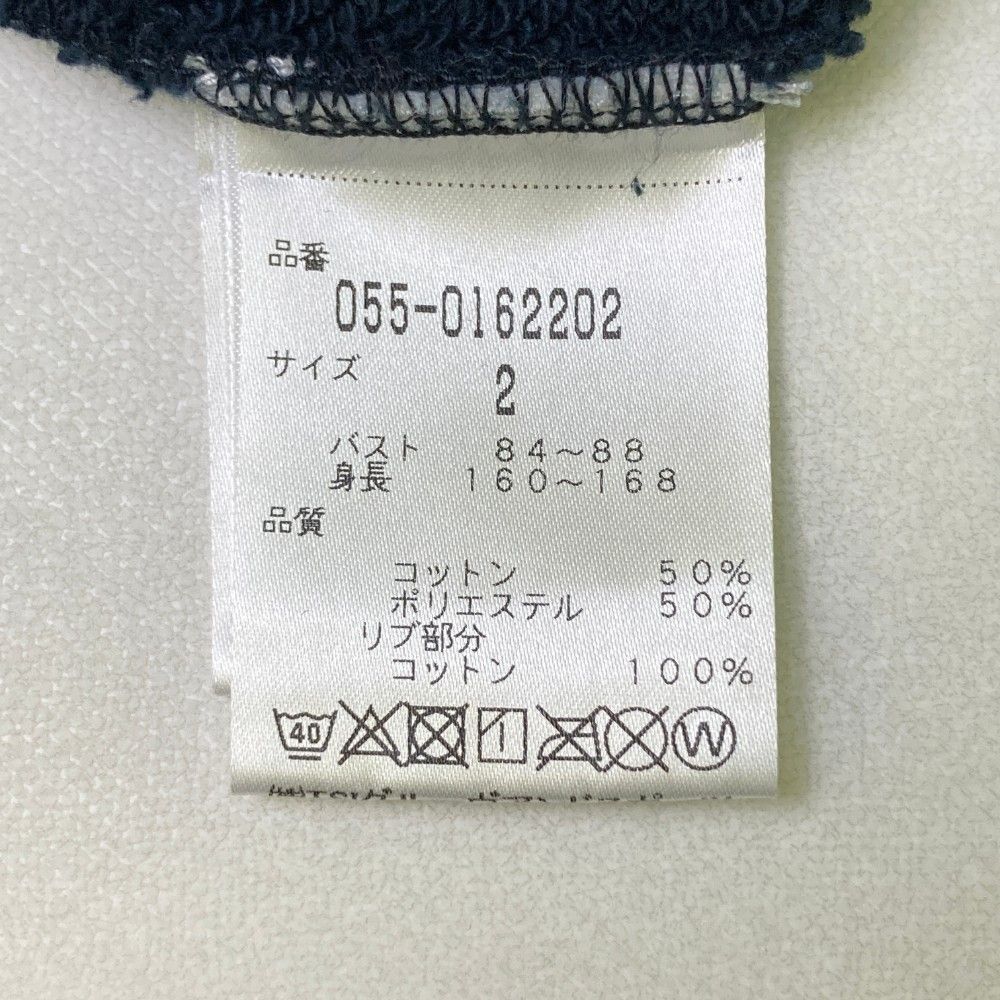 品番
055-0162202
サイズ
2
バスト 84～88
身長 160～168
品質
コットン 50%
ポリエステル 50%
リブ部分
コットン 100%
40 W